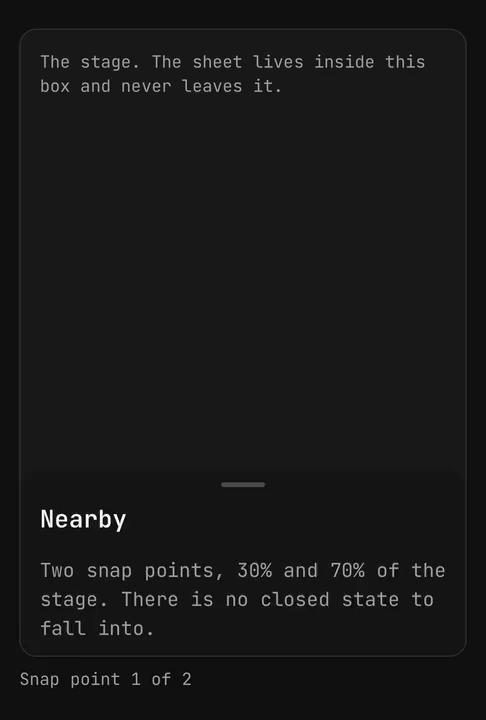 The stage. The sheet lives inside this
box and never leaves it.
Nearby
Two snap points, 30% and 70% of the
stage. There is no closed state to
fall into.
Snap point 1 of 2